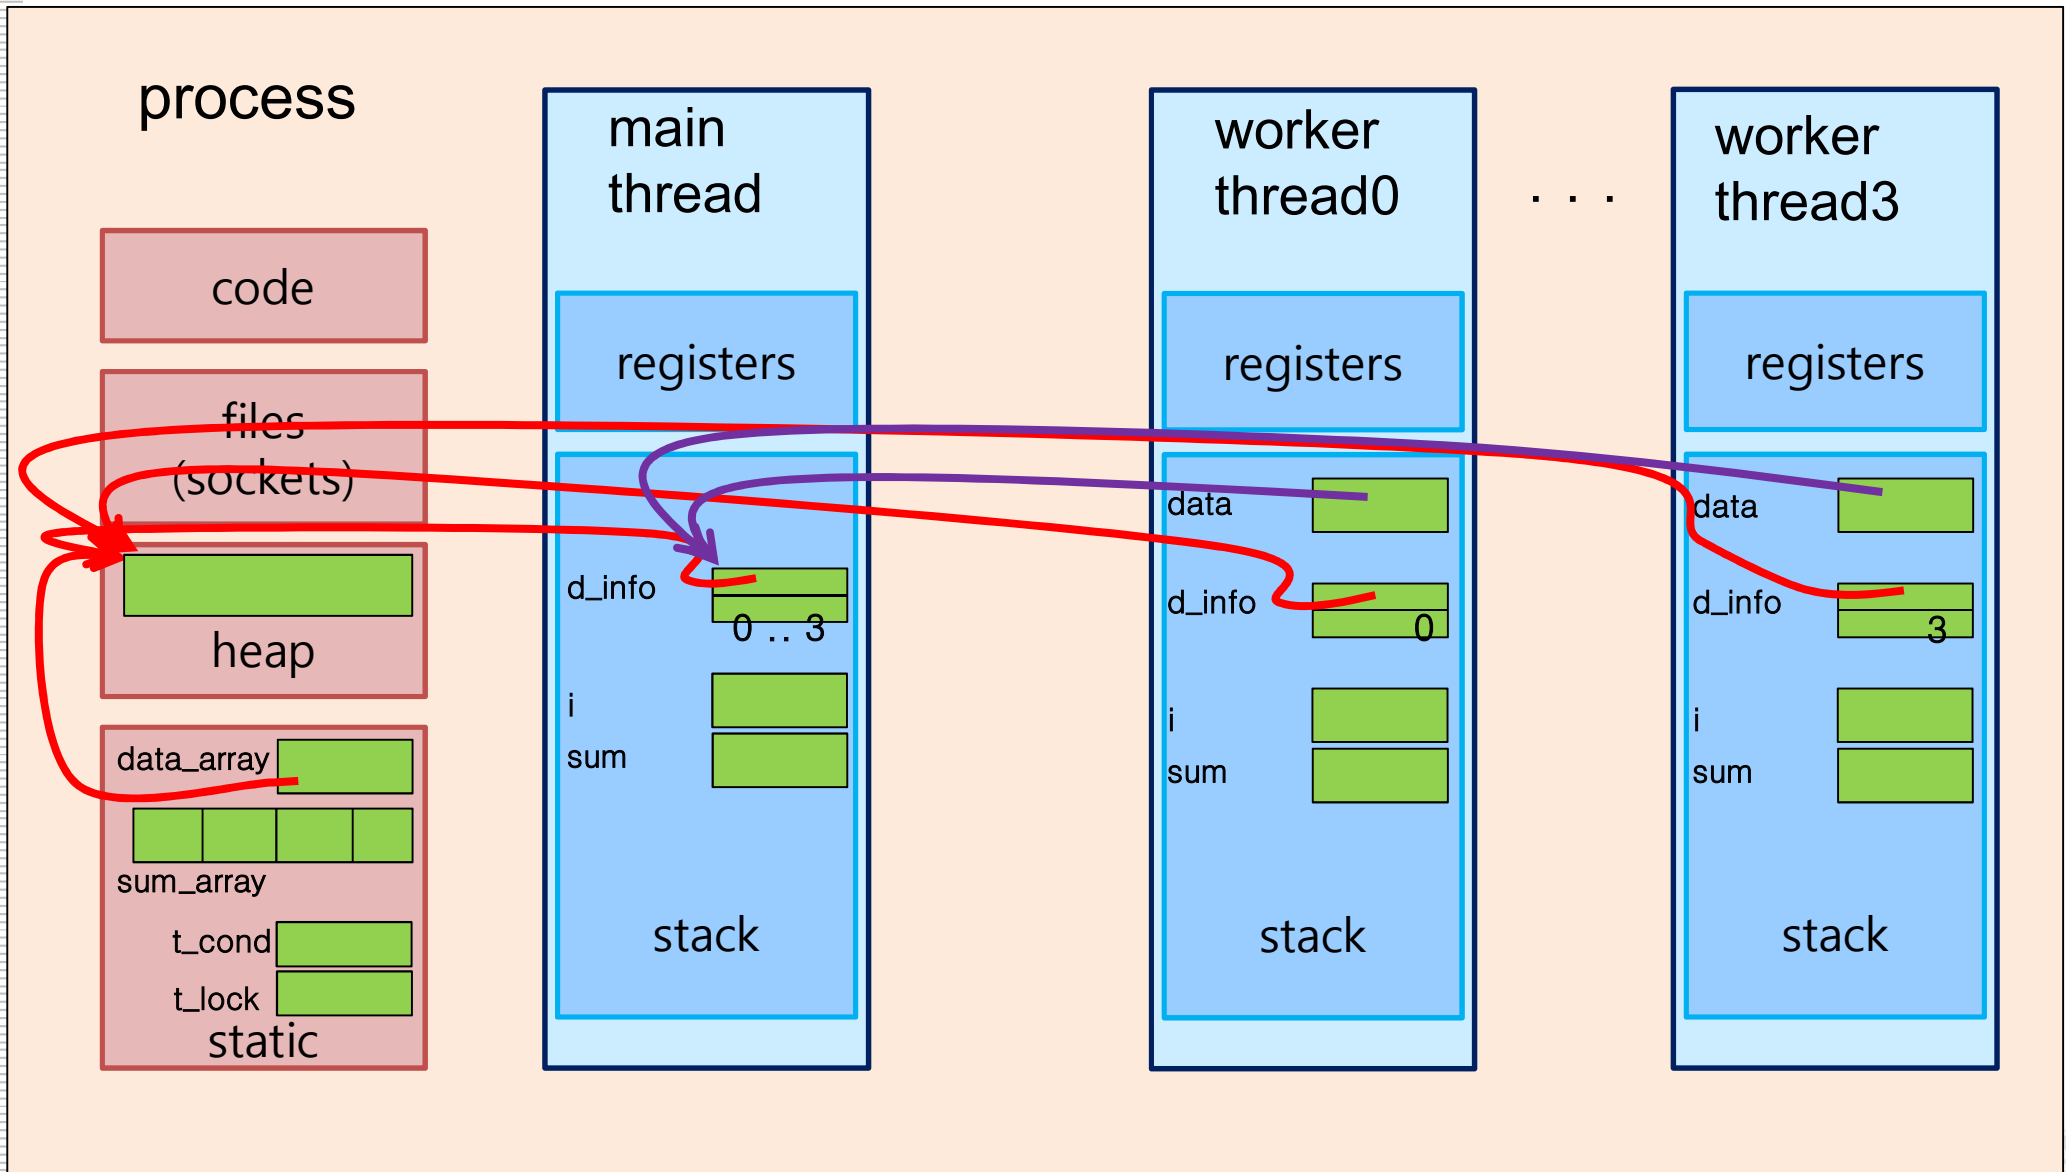 process
code
files
(sockets)
heap
data_array
sum_array
t_cond
t_lock
static
main
thread
registers
d_info
0 .. 3
i
sum
stack
worker
thread0
registers
data
d_info
0
i
sum
stack
. . .
worker
thread3
registers
data
d_info
3
i
sum
stack